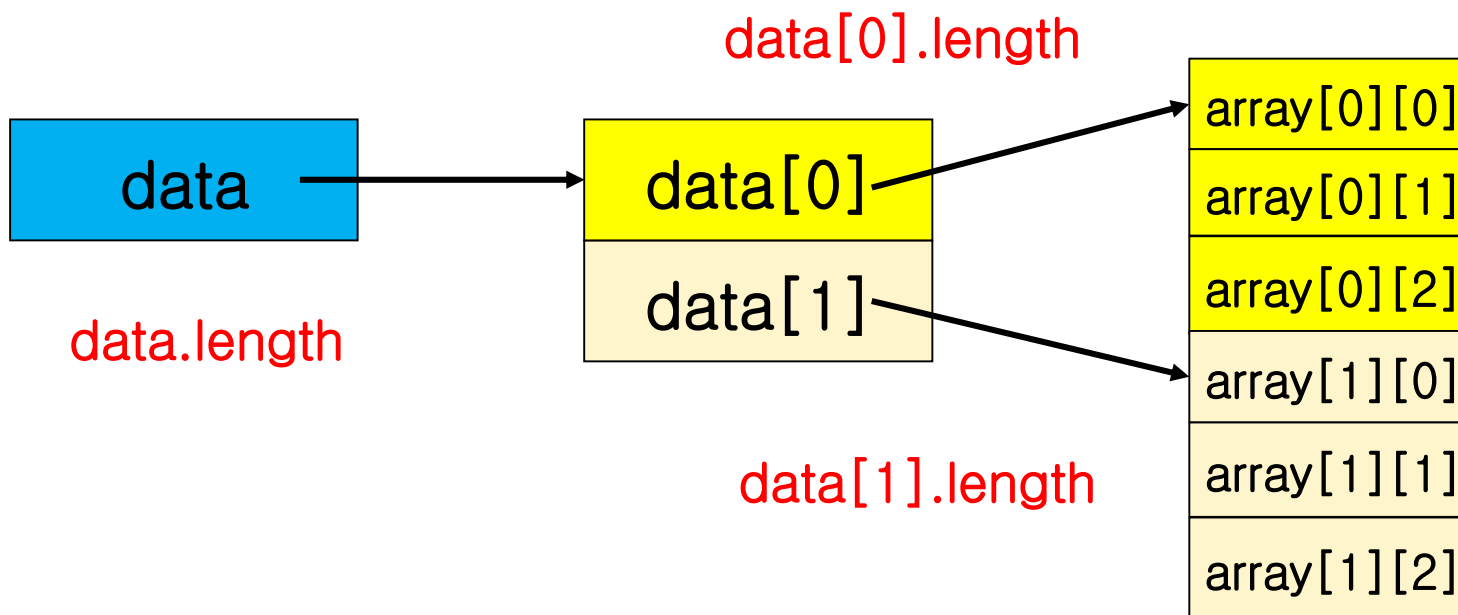 data[0].length
data
data[0]
data[1]
data.length
data[1].length
array[0][0]
array[0][1]
array[0][2]
array[1][0]
array[1][1]
array[1][2]